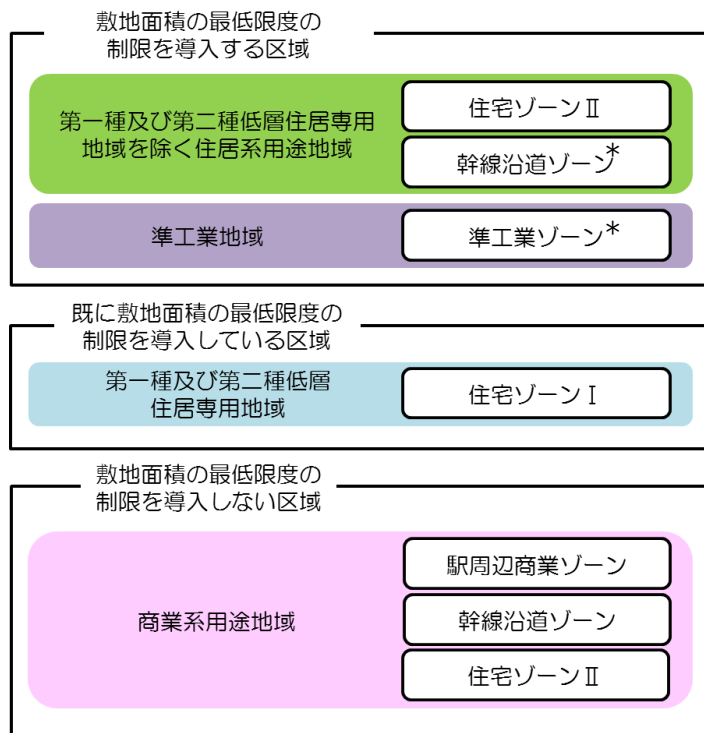 敷地面積の最低限度の
制限を導入する区域
第一種及び第二種低層住居専用
地域を除く住居系用途地域
住宅ゾーンⅡ
幹線沿道ゾーン*
準工業地域
準工業ゾーン*
既に敷地面積の最低限度の
制限を導入している区域
第一種及び第二種低層
住居専用地域
住宅ゾーンⅠ
敷地面積の最低限度の
制限を導入しない区域
商業系用途地域
駅周辺商業ゾーン
幹線沿道ゾーン
住宅ゾーンⅡ